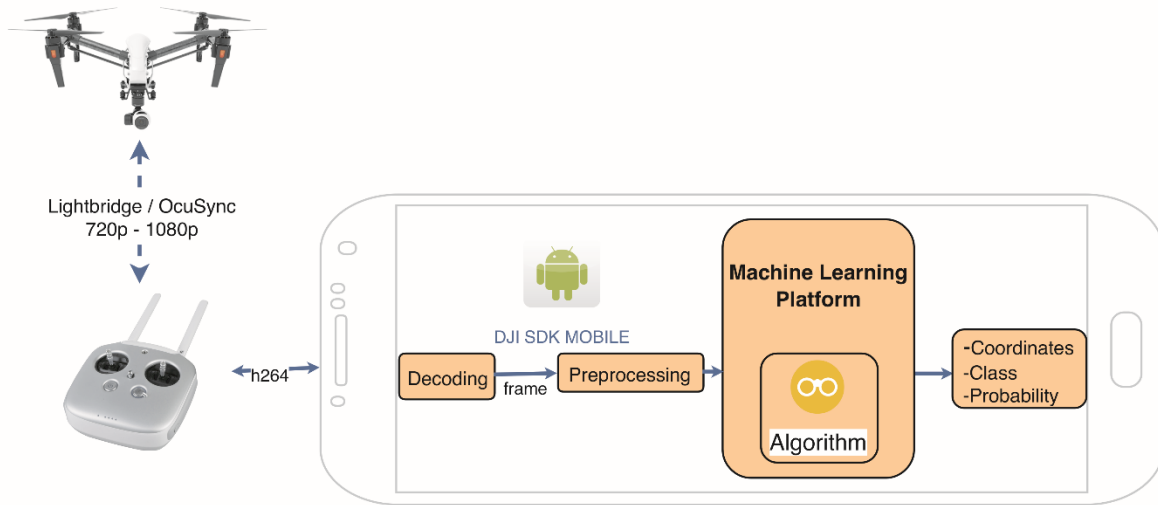 Lightbridge / OcuSync
720p - 1080p
h264
DJI SDK MOBILE
Decoding
frame
Preprocessing
Machine Learning
Platform
Algorithm
-Coordinates
-Class
-Probability